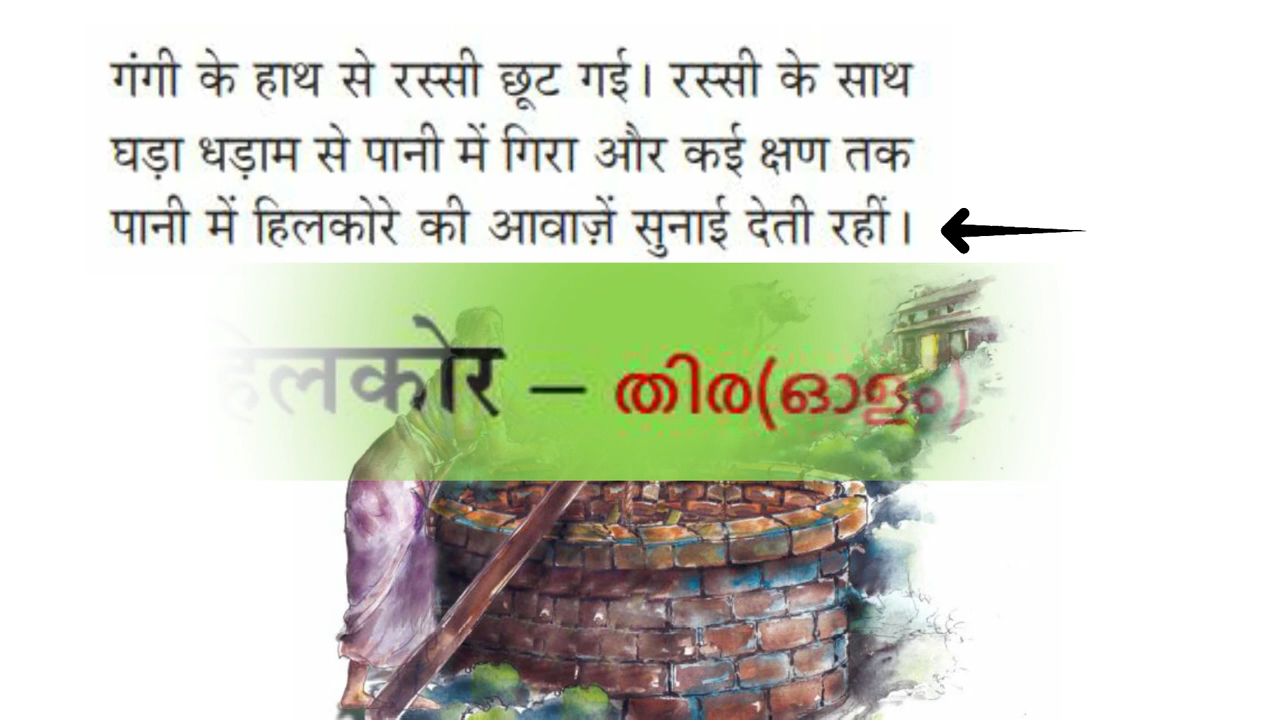 गंगी के हाथ से रस्सी छूट गई। रस्सी के साथ
घड़ा धड़ाम से पानी में गिरा और कई क्षण तक
पानी में हिलकोरे की आवाज़ें सुनाई देती रहीं।
हिलकोर – തിര(ഓളം)